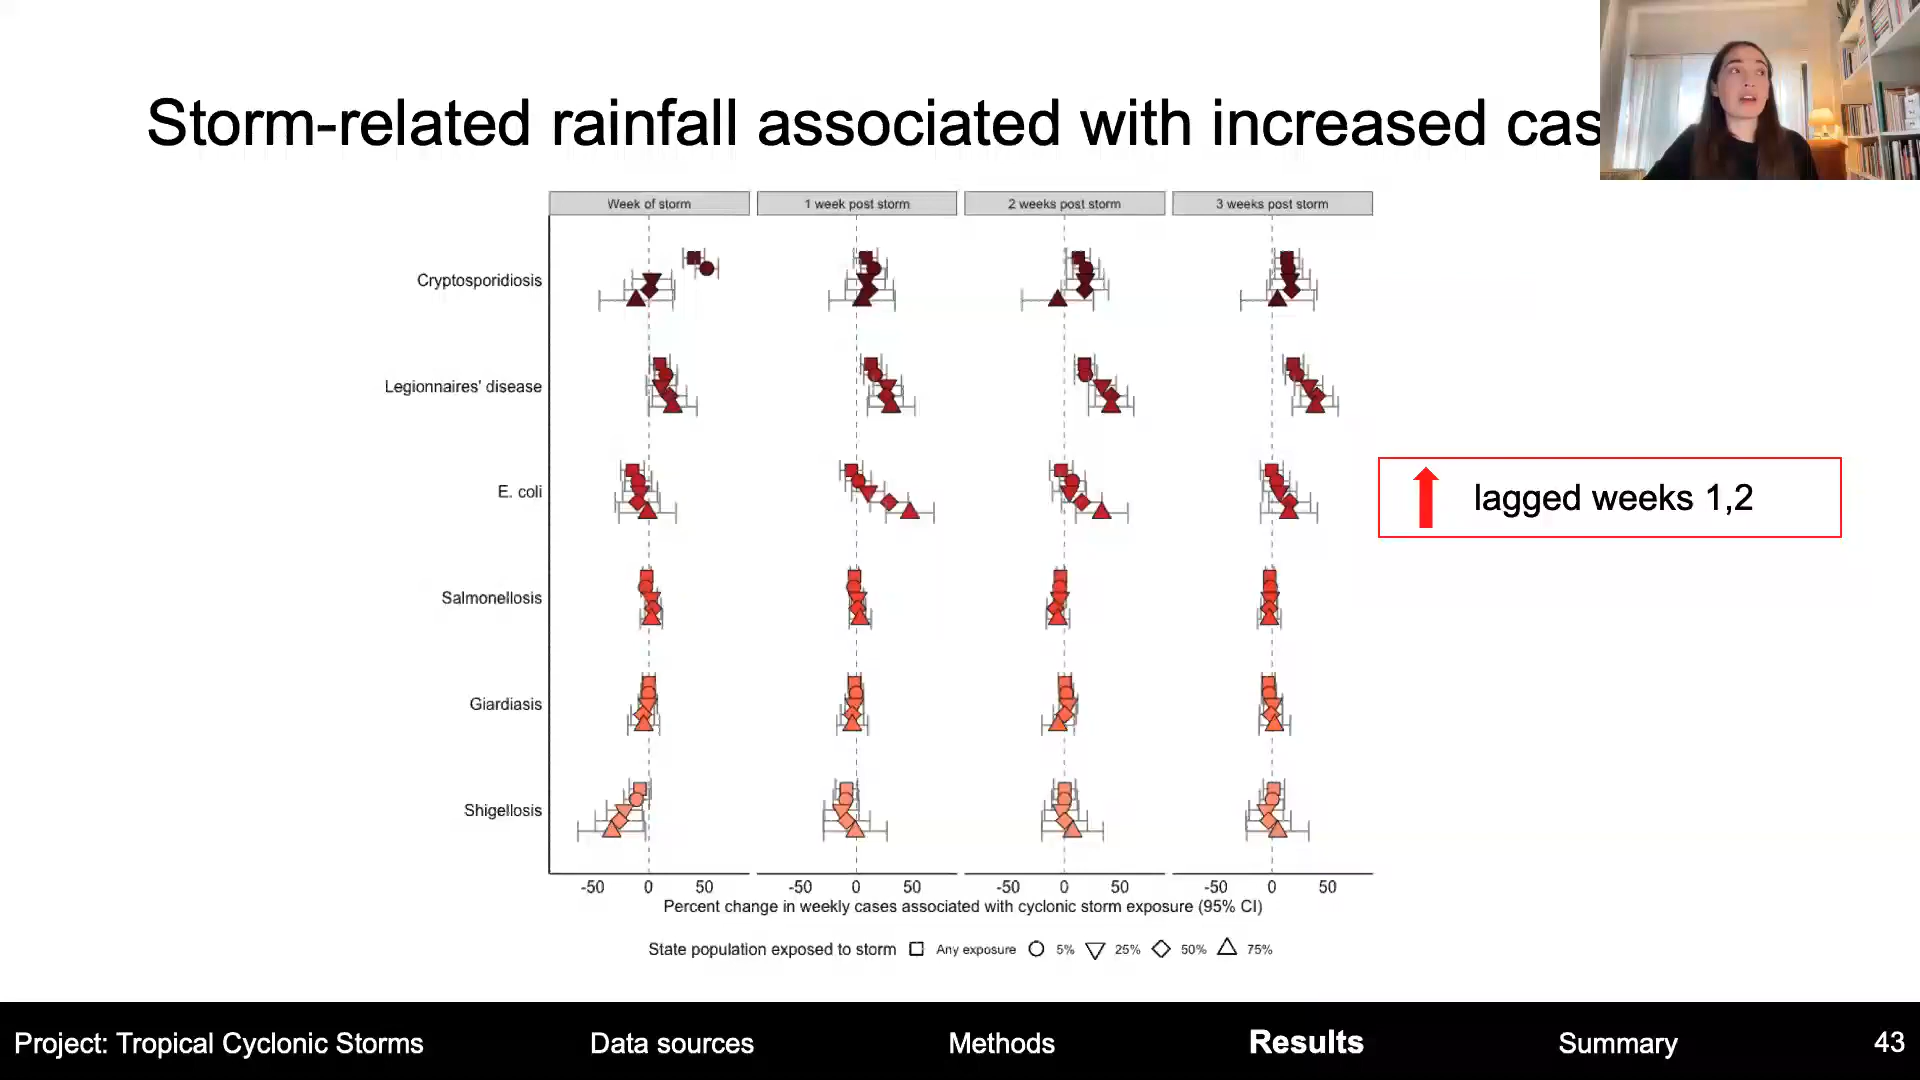 Storm-related rainfall associated with increased cas
Week of storm
1 week post storm
2 weeks post storm
3 weeks post storm
Cryptosporidiosis
Legionnaires' disease
E. coli
Salmonellosis
Giardiasis
Shigellosis
lagged weeks 1,2
-50 0 50 -50 0 50 -50 0 50 -50 0 50
Percent change in weekly cases associated with cyclonic storm exposure (95% CI)
State population exposed to storm Any exposure 5% 25% 50% 75%
Project: Tropical Cyclonic Storms Data sources Methods Results Summary 43